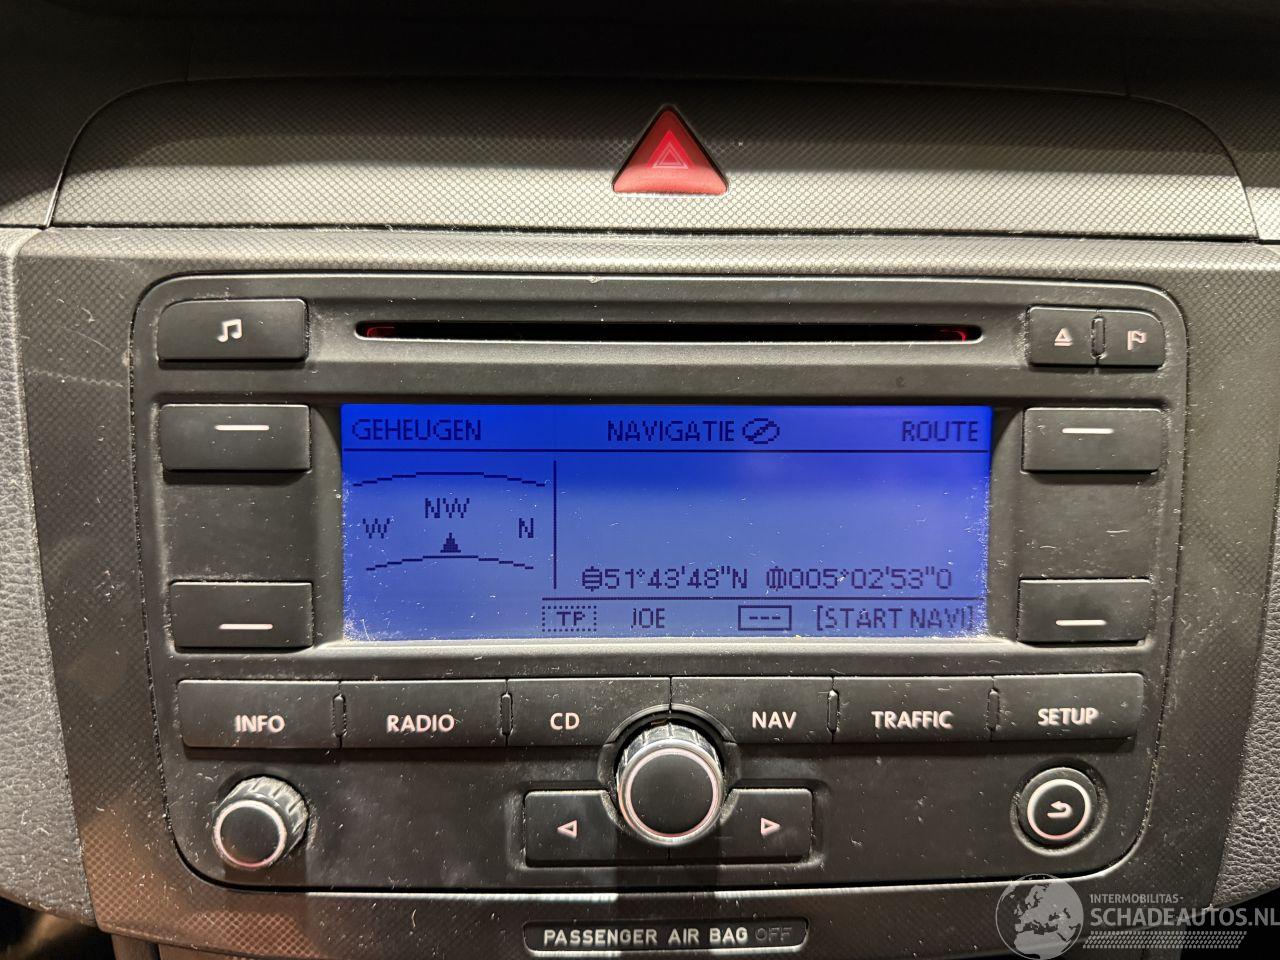 GEHEUGEN NAVIGATIE ROUTE
NW
W N
51°43'48"N 005°02'53"O
TP JOE --- [START NAVI]
INFO RADIO CD NAV TRAFFIC SETUP
PASSENGER AIR BAG OFF
INTERMOBILITAS-
SCHADEAUTOS.NL